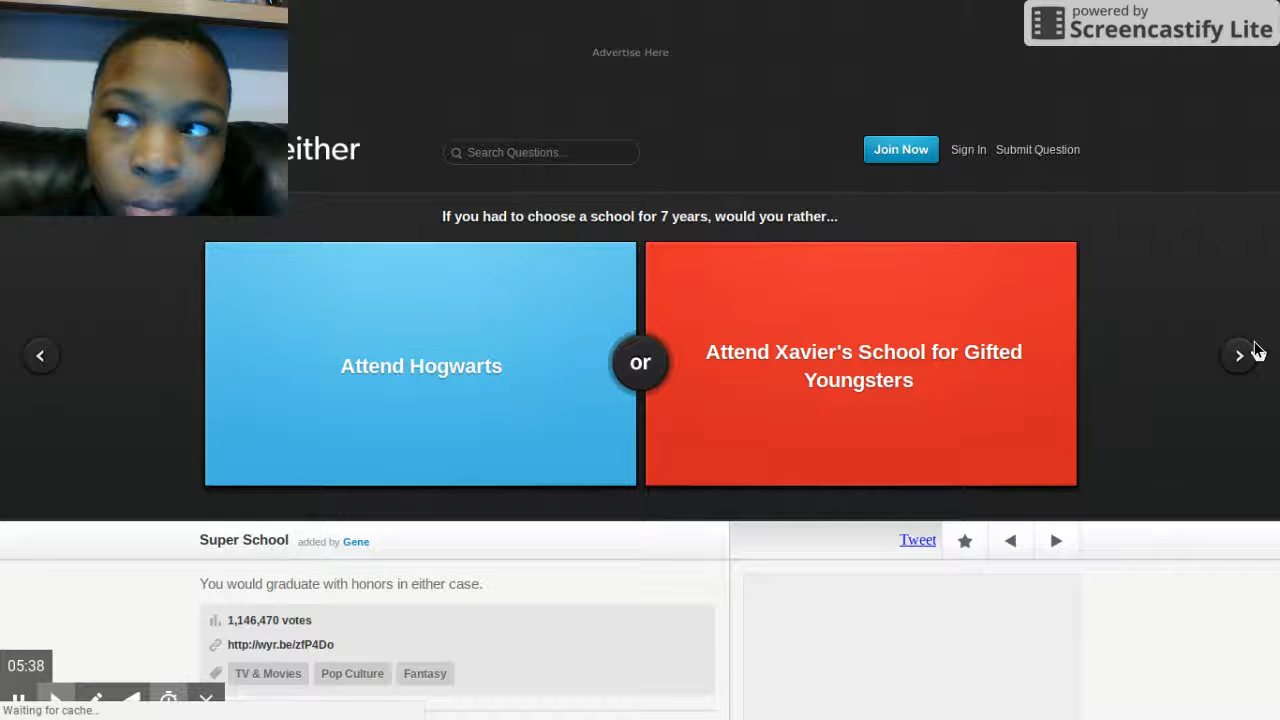 powered by
Screencastify Lite
Advertise Here
either
Search Questions...
Join Now
Sign In
Submit Question
If you had to choose a school for 7 years, would you rather...
Attend Hogwarts
or
Attend Xavier's School for Gifted
Youngsters
Super School
added by Gene
Tweet
You would graduate with honors in either case.
1,146,470 votes
http://wyr.be/zfP4Do
TV & Movies
Pop Culture
Fantasy
05:38
Waiting for cache...